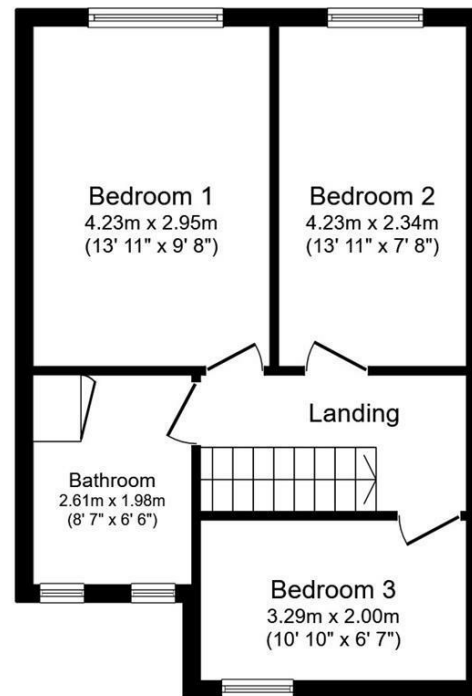 Bedroom 1
4.23m x 2.95m
(13' 11" x 9' 8")
Bedroom 2
4.23m x 2.34m
(13' 11" x 7' 8")
Landing
Bathroom
2.61m x 1.98m
(8' 7" x 6' 6")
Bedroom 3
3.29m x 2.00m
(10' 10" x 6' 7")